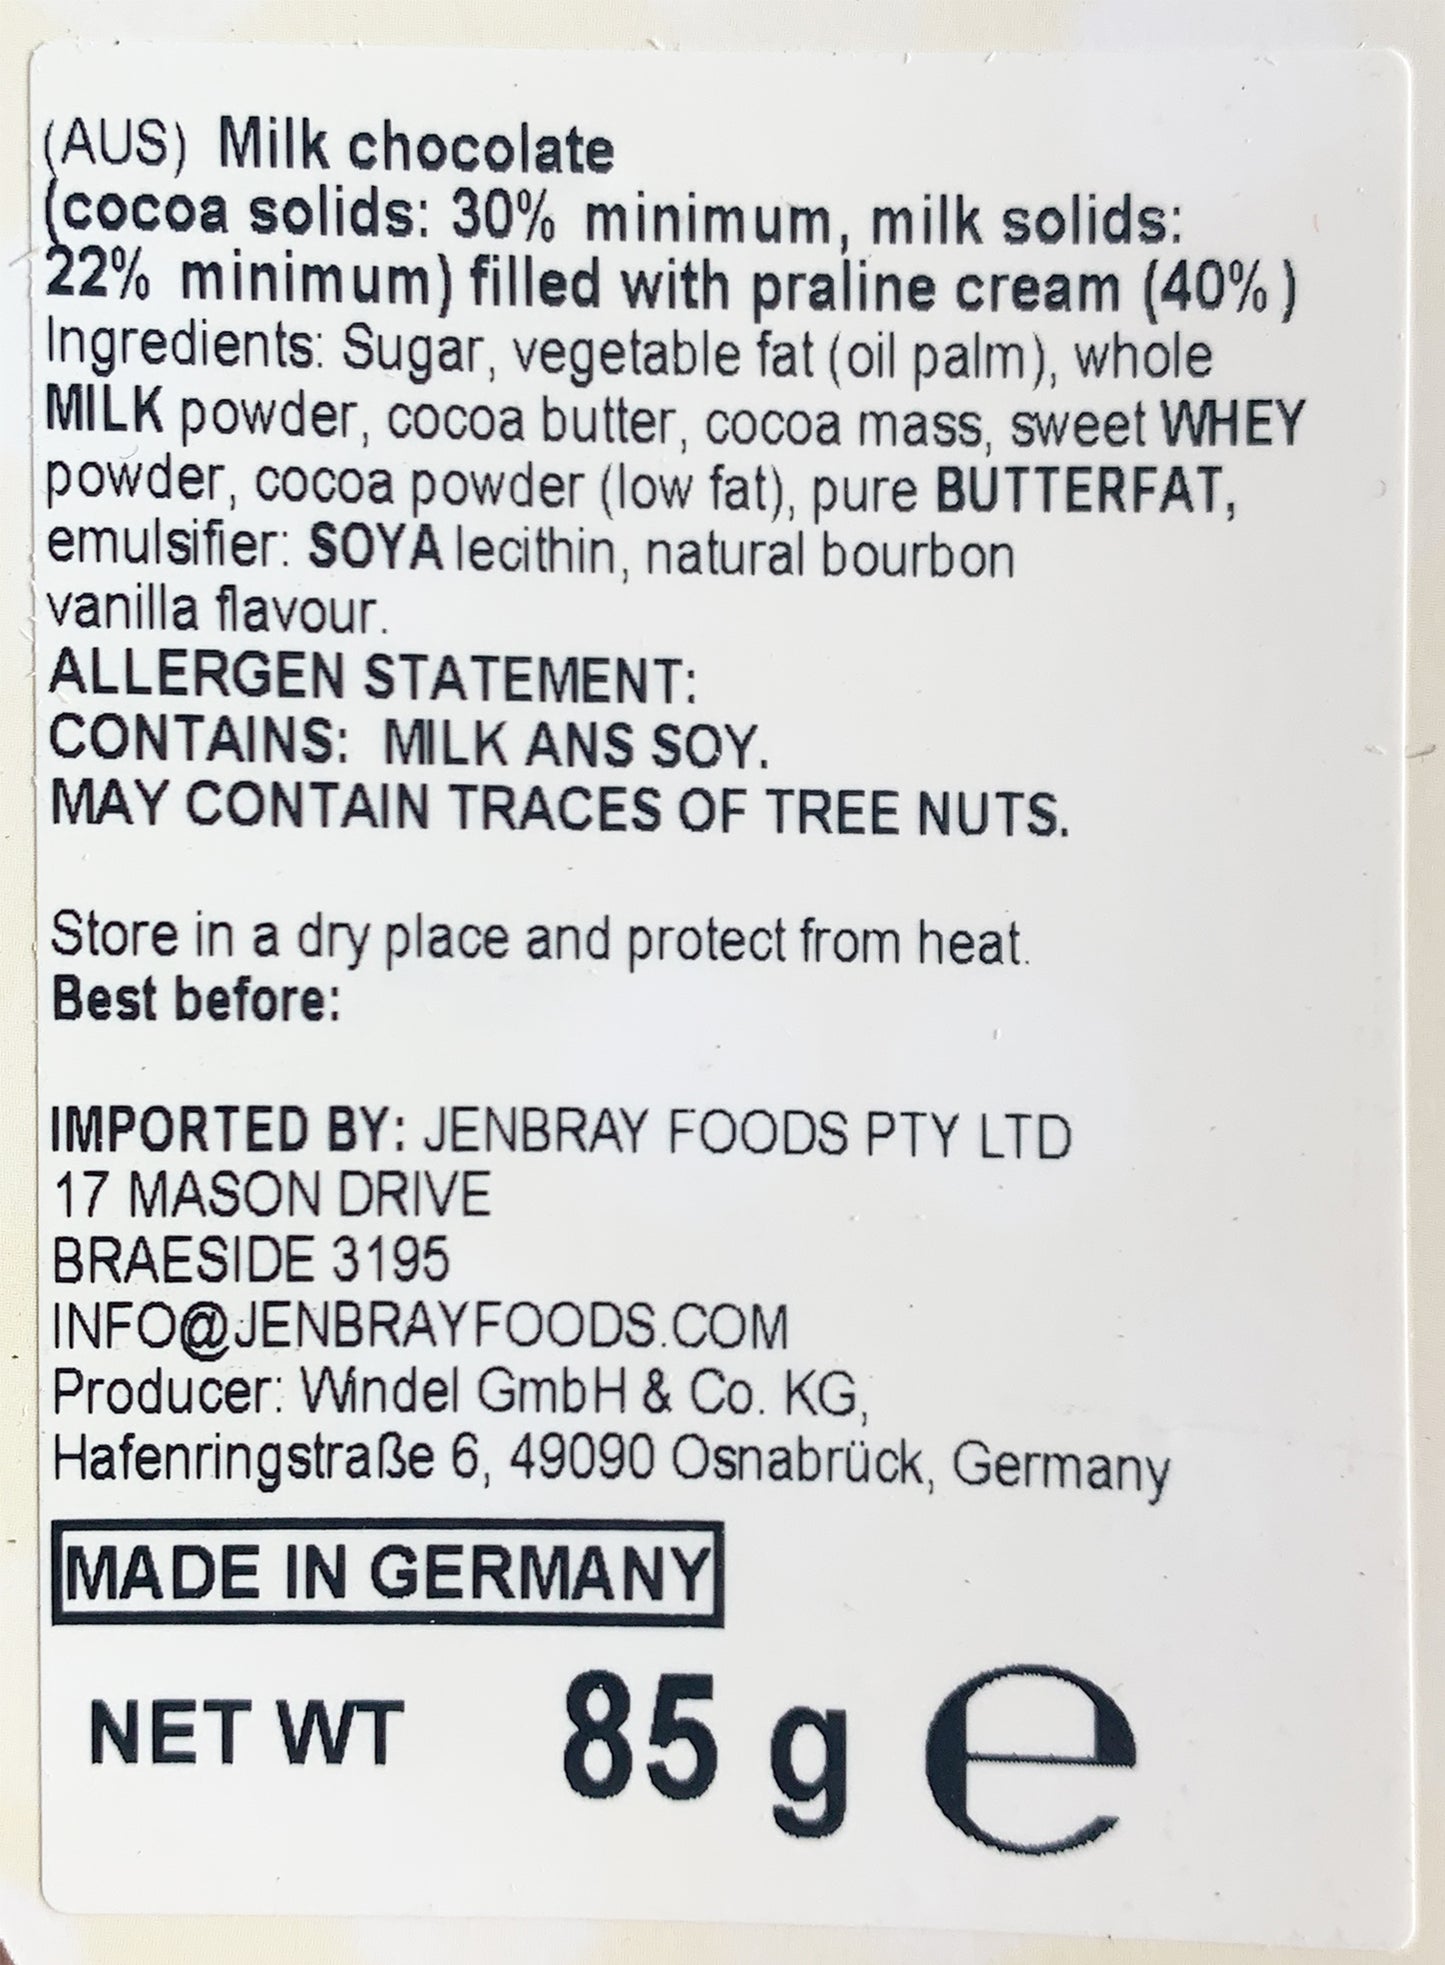 (AUS) Milk chocolate
(cocoa solids: 30% minimum, milk solids:
22% minimum) filled with praline cream (40%)
Ingredients: Sugar, vegetable fat (oil palm), whole
MILK powder, cocoa butter, cocoa mass, sweet WHEY
powder, cocoa powder (low fat), pure BUTTERFAT,
emulsifier: SOYA lecithin, natural bourbon
vanilla flavour.
ALLERGEN STATEMENT:
CONTAINS: MILK ANS SOY.
MAY CONTAIN TRACES OF TREE NUTS.
Store in a dry place and protect from heat.
Best before:
IMPORTED BY: JENBRAY FOODS PTY LTD
17 MASON DRIVE
BRAESIDE 3195
INFO@JENBRAYFOODS.COM
Producer: Windel GmbH & Co. KG,
Hafenringstraße 6, 49090 Osnabrück, Germany
MADE IN GERMANY
NET WT 85 g e